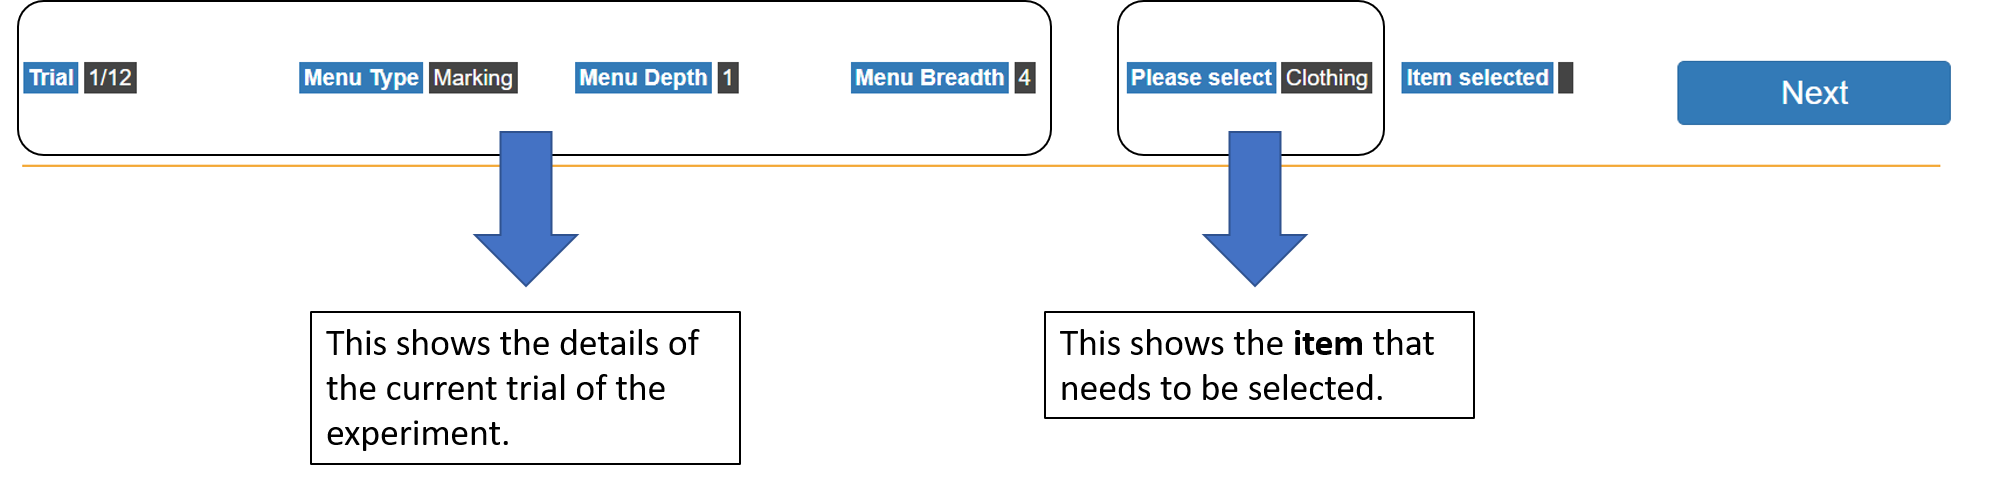 Trial 1/12 Menu Type Marking Menu Depth 1 Menu Breadth 4 Please select Clothing Item selected Next
This shows the details of
the current trial of the
experiment.
This shows the item that
needs to be selected.